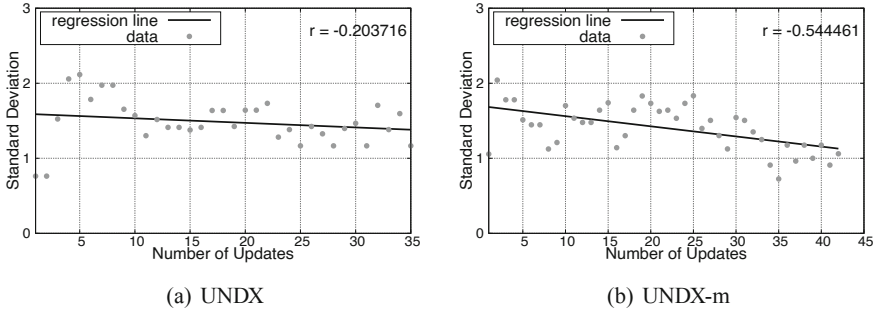 3
regression line
data
r = -0.203716
2
1
0
Standard Deviation
5 10 15 20 25 30 35
Number of Updates
(a) UNDX
3
regression line
data
r = -0.544461
2
1
0
Standard Deviation
5 10 15 20 25 30 35 40 45
Number of Updates
(b) UNDX-m